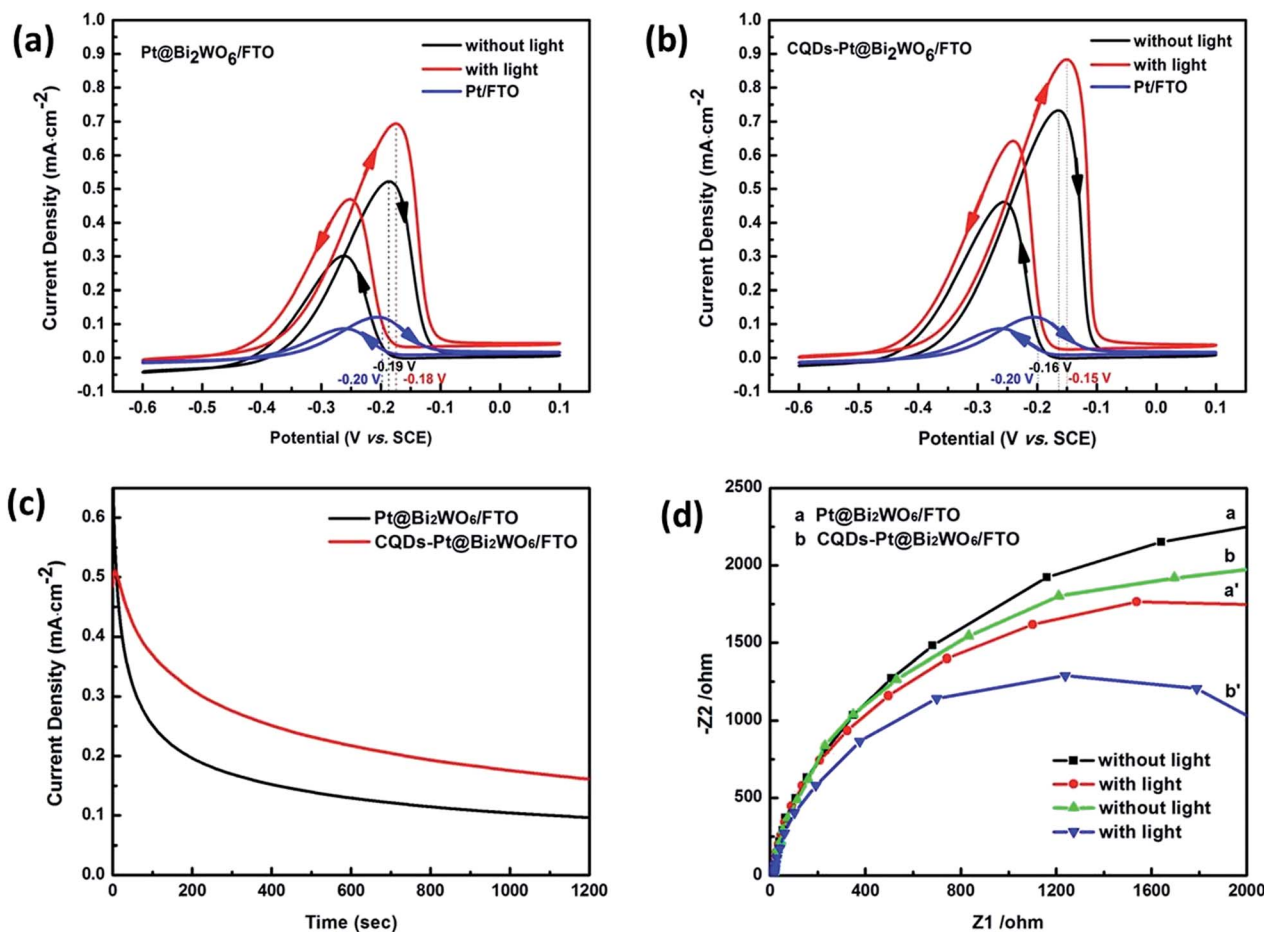 (a)
Pt@Bi₂WO₆/FTO
without light
with light
Pt/FTO
1.0
0.9
0.8
0.7
0.6
0.5
0.4
0.3
0.2
0.1
0.0
-0.1
Current Density (mA·cm⁻²)
-0.19 V
-0.20 V
-0.18 V
-0.6 -0.5 -0.4 -0.3 -0.2 -0.1 0.0 0.1
Potential (V vs. SCE)
(b)
CQDs-Pt@Bi₂WO₆/FTO
without light
with light
Pt/FTO
1.0
0.9
0.8
0.7
0.6
0.5
0.4
0.3
0.2
0.1
0.0
-0.1
Current Density (mA·cm⁻²)
-0.16 V
-0.20 V
-0.15 V
-0.6 -0.5 -0.4 -0.3 -0.2 -0.1 0.0 0.1
Potential (V vs. SCE)
(c)
Pt@Bi₂WO₆/FTO
CQDs-Pt@Bi₂WO₆/FTO
0.6
0.5
0.4
0.3
0.2
0.1
0.0
Current Density (mA·cm⁻²)
0 200 400 600 800 1000 1200
Time (sec)
(d)
a Pt@Bi₂WO₆/FTO
b CQDs-Pt@Bi₂WO₆/FTO
a
b
a'
b'
without light
with light
without light
with light
2500
2250
2000
1750
1500
1250
1000
750
500
250
0
-Z2 /ohm
0 400 800 1200 1600 2000
Z1 /ohm